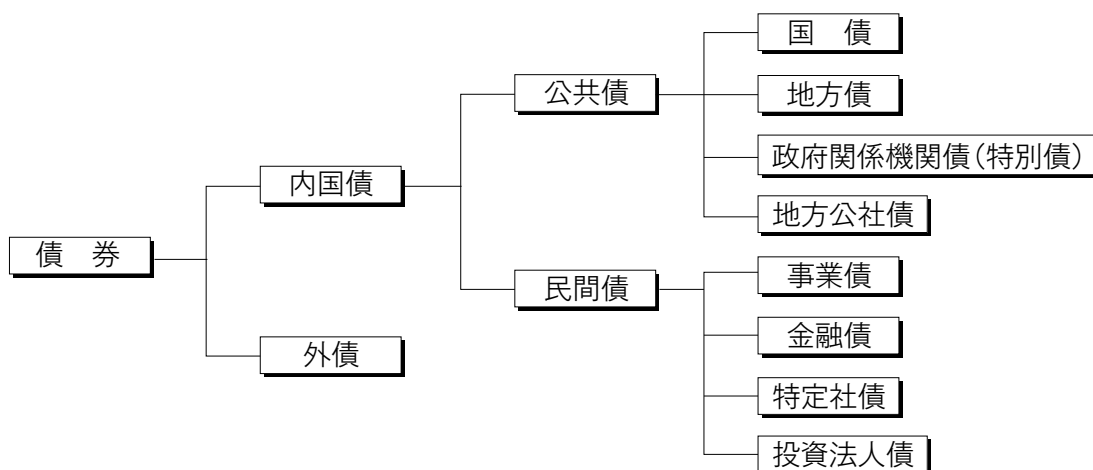 債　券
内国債
外債
公共債
民間債
国　債
地方債
政府関係機関債(特別債)
地方公社債
事業債
金融債
特定社債
投資法人債